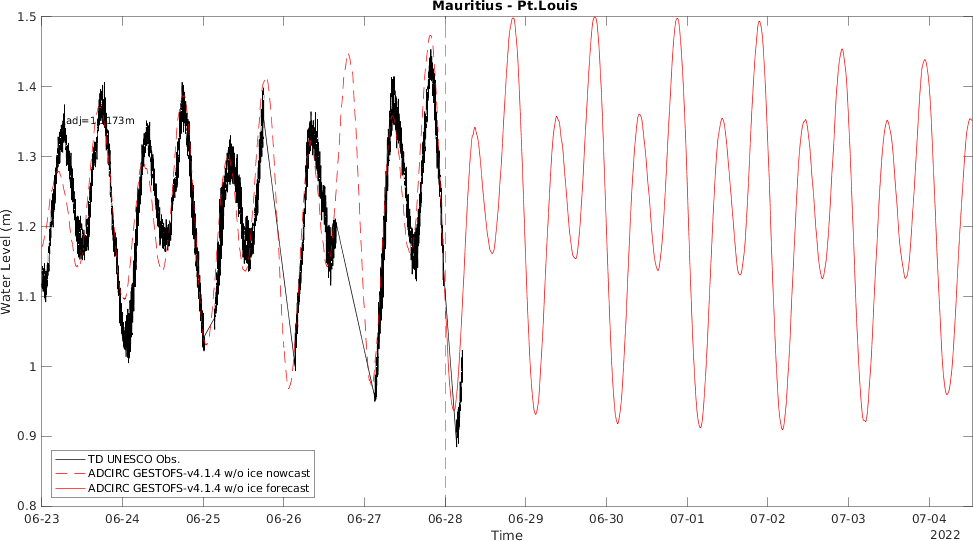 Mauritius - Pt.Louis
1.5
1.4
1.3
1.2
1.1
1
0.9
0.8
Water Level (m)
TD UNESCO Obs.
ADCIRC GESTOFS-v4.1.4 w/o ice nowcast
ADCIRC GESTOFS-v4.1.4 w/o ice forecast
06-23 06-24 06-25 06-26 06-27 06-28 06-29 06-30 07-01 07-02 07-03 07-04
Time
2022